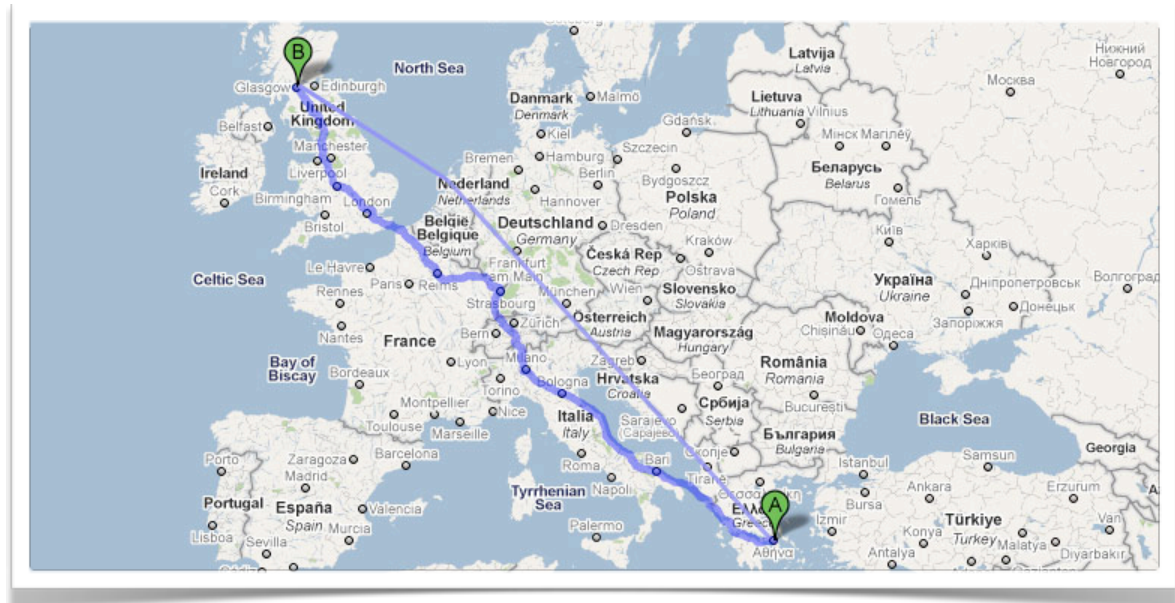 B
North Sea
Glasgow
Edinburgh
United
Kingdom
Belfast
Ireland
Cork
Manchester
Liverpool
Birmingham
London
Bristol
Celtic Sea
Danmark
Denmark
Malmö
Kiel
Bremen
Hamburg
Nederland
Netherlands
Hannover
Berlin
Szczecin
Gdańsk
Bydgoszcz
Polska
Poland
Latvija
Latvia
Lietuva
Lithuania
Vilnius
Мінск
Магілёў
Беларусь
Belarus
Гомель
Москва
Нижний
Новгород
België
Belgique
Belgium
Deutschland
Germany
Dresden
Frankfurt
am Main
Česká Rep
Czech Rep
Kraków
Ostrava
Київ
Харків
Україна
Ukraine
Дніпропетровськ
Донецьк
Запоріжжя
Волгоград
Le Havre
Paris
Reims
Rennes
Nantes
Strasbourg
München
Wien
Slovensko
Slovakia
Österreich
Austria
Magyarország
Hungary
Moldova
Chișinău
Одеса
Zürich
Bern
France
Bay of
Biscay
Bordeaux
Lyon
Milano
Torino
Bologna
Zagreb
Hrvatska
Croatia
Београд
România
Romania
București
Србија
Serbia
Montpellier
Toulouse
Nice
Marseille
Italia
Italy
Sarajevo
(Сарајево)
България
Bulgaria
Black Sea
Georgia
Porto
Zaragoza
Barcelona
Madrid
Roma
Napoli
Bari
Tiranë
Istanbul
Samsun
Portugal
España
Spain
Valencia
Tyrrhenian
Sea
A
Greece
Bursa
Ankara
Erzurum
Lisboa
Sevilla
Murcia
Palermo
Αθήνα
İzmir
Konya
Türkiye
Turkey
Malatya
Van
Antalya
Diyarbakır